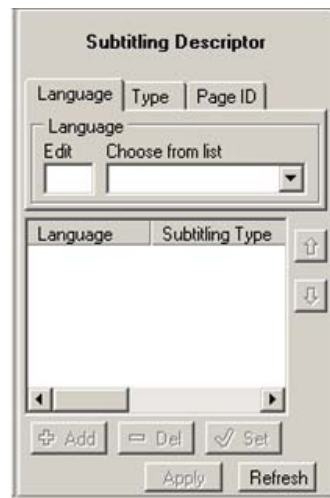 Subtitling Descriptor
Language Type Page ID
Language
Edit Choose from list
Language Subtitling Type
Add Del Set
Apply Refresh